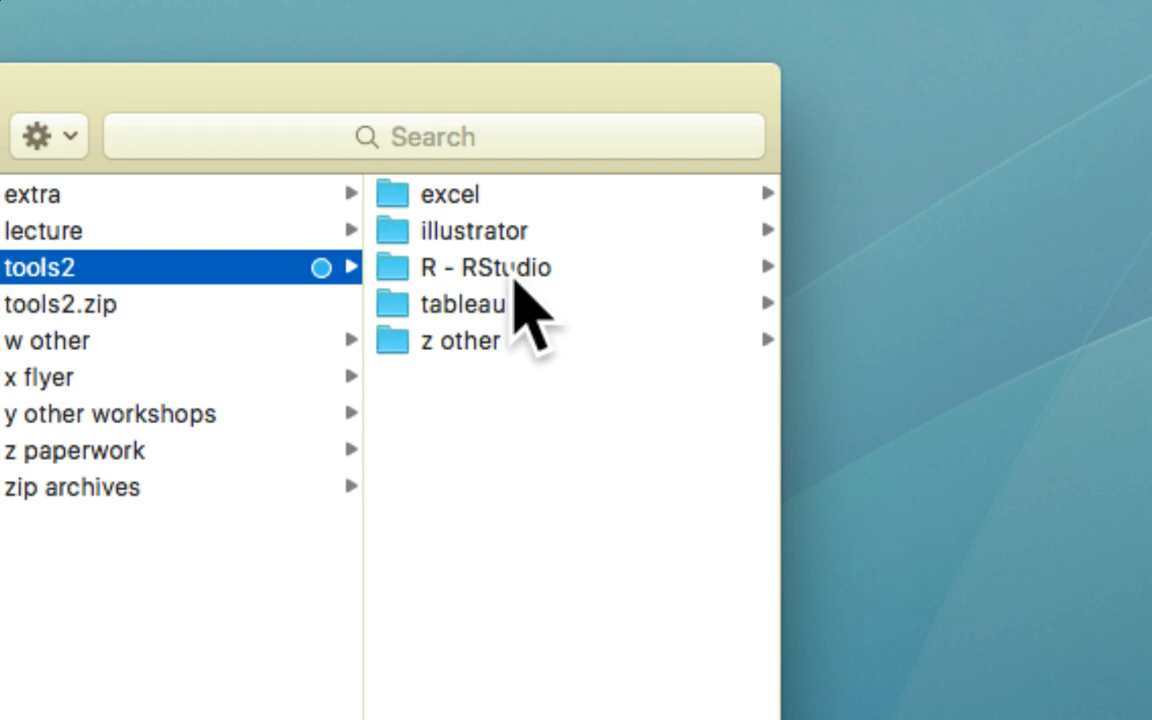 Search
extra
lecture
tools2
tools2.zip
w other
x flyer
y other workshops
z paperwork
zip archives
excel
illustrator
R - RStudio
tableau
z other